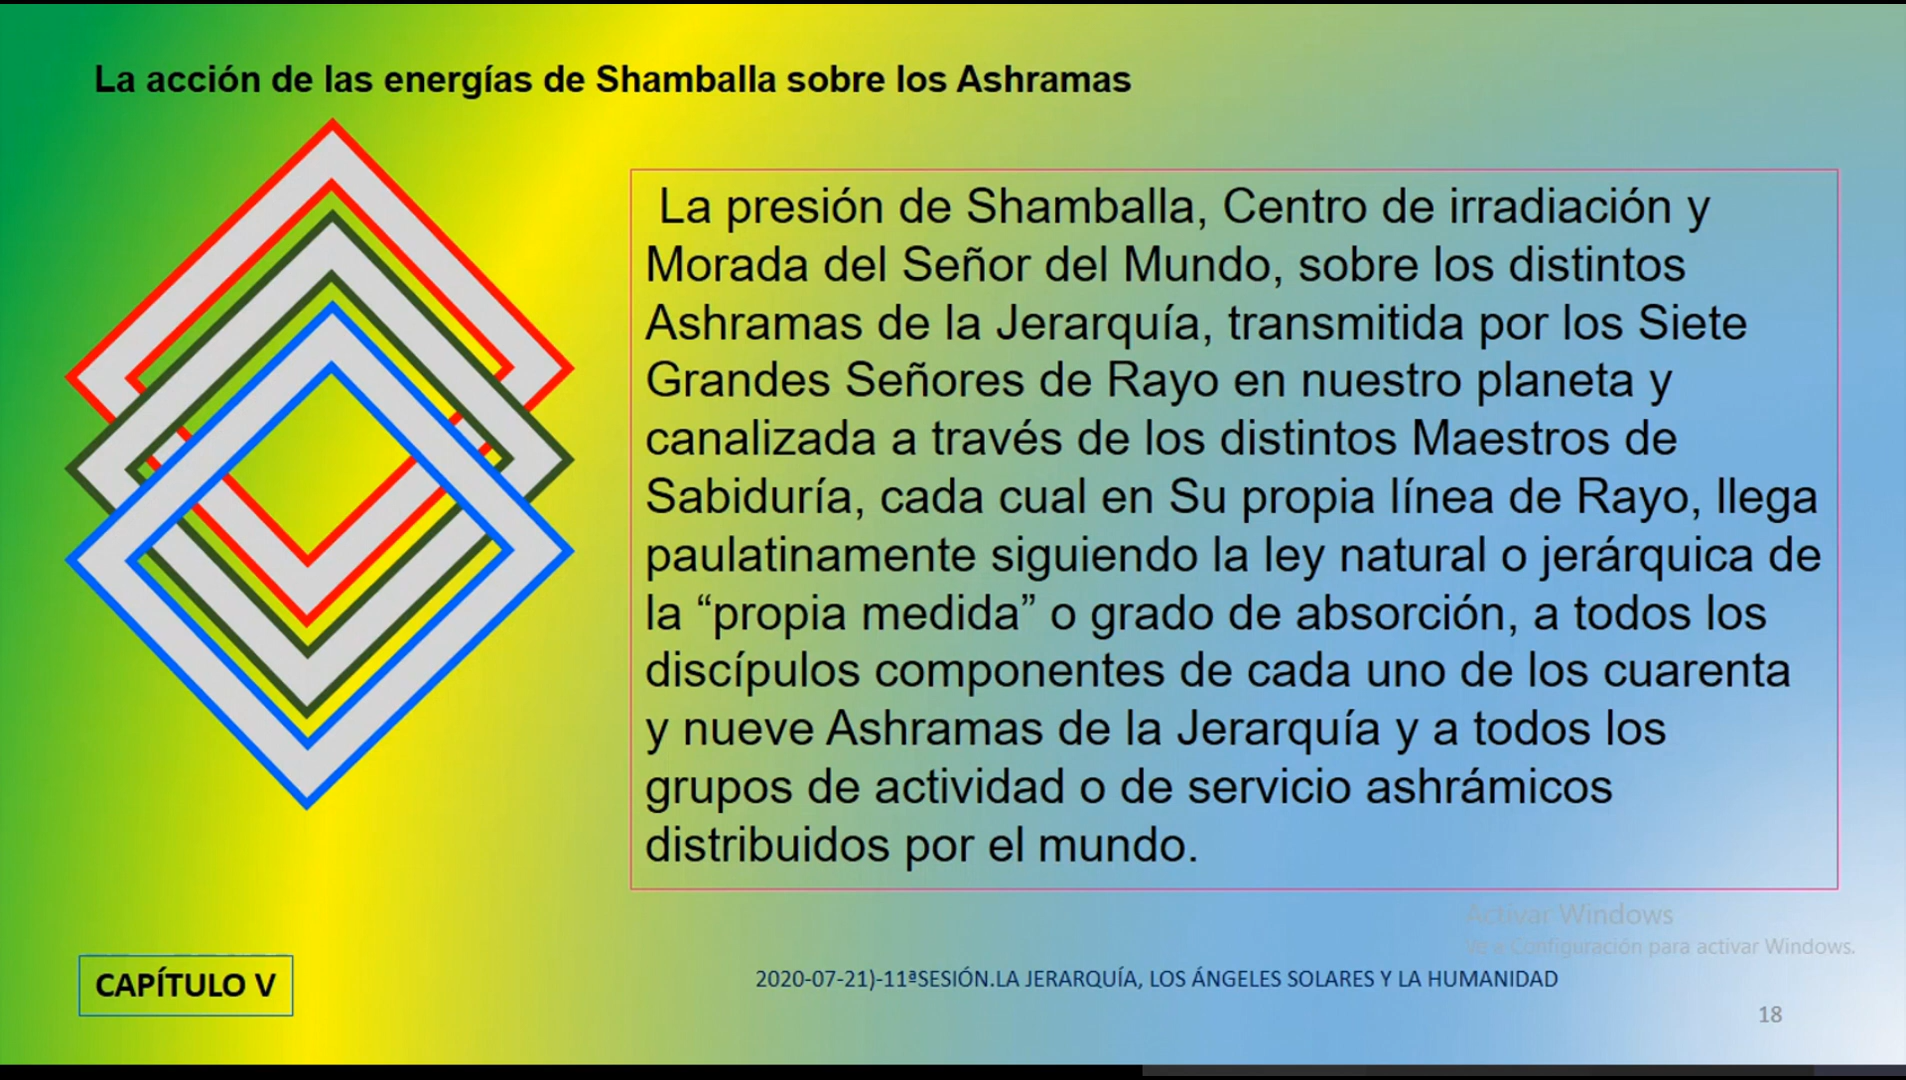 La acción de las energías de Shamballa sobre los Ashramas
La presión de Shamballa, Centro de irradiación y
Morada del Señor del Mundo, sobre los distintos
Ashramas de la Jerarquía, transmitida por los Siete
Grandes Señores de Rayo en nuestro planeta y
canalizada a través de los distintos Maestros de
Sabiduría, cada cual en Su propia línea de Rayo, llega
paulatinamente siguiendo la ley natural o jerárquica de
la “propia medida” o grado de absorción, a todos los
discípulos componentes de cada uno de los cuarenta
y nueve Ashramas de la Jerarquía y a todos los
grupos de actividad o de servicio ashrámicos
distribuidos por el mundo.
Activar Windows
Ve a Configuración para activar Windows.
CAPÍTULO V
2020-07-21)-11ªSESIÓN.LA JERARQUÍA, LOS ÁNGELES SOLARES Y LA HUMANIDAD
18